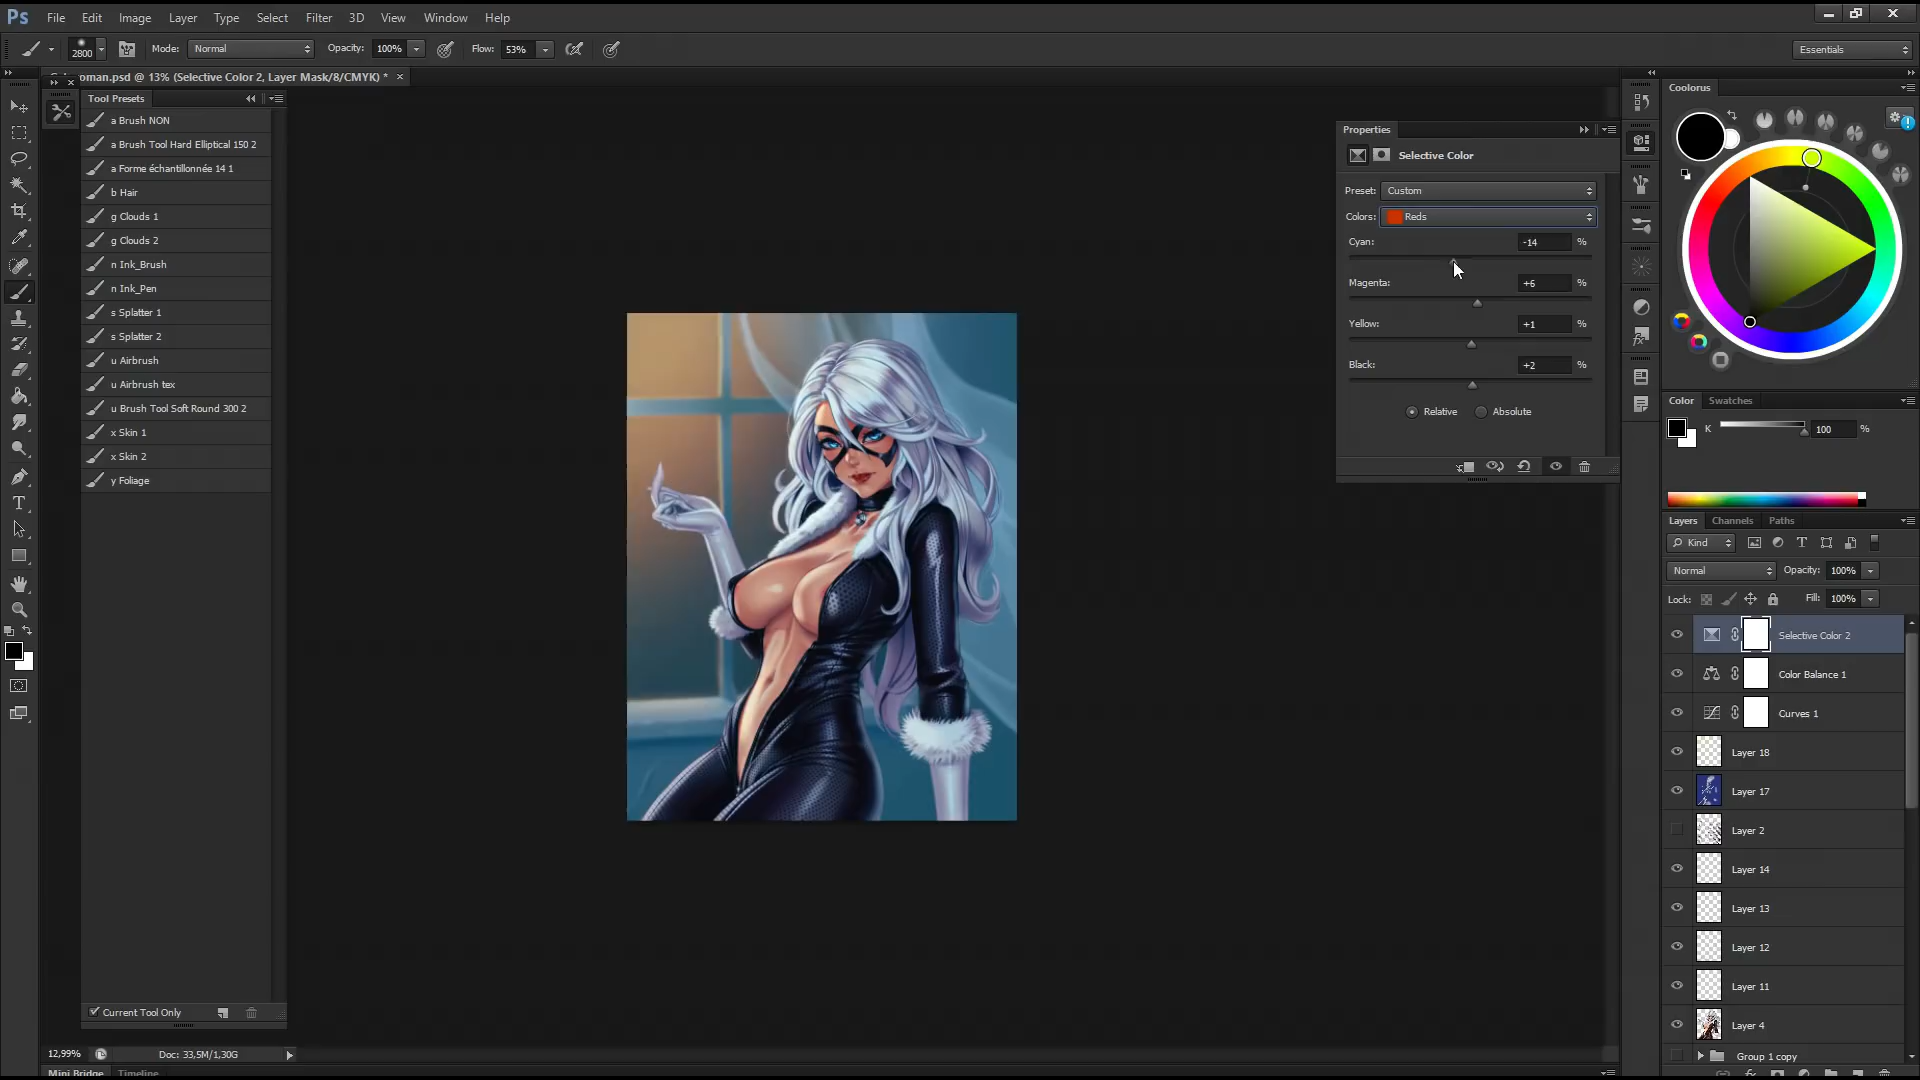 Ps File Edit Image Layer Type Select Filter 3D View Window Help
2800 Mode: Normal Opacity: 100% Flow: 53% Essentials
oman.psd @ 13% (Selective Color 2, Layer Mask/8/CMYK) * ×
Tool Presets
a Brush NON
a Brush Tool Hard Elliptical 150 2
a Forme échantillonnée 14 1
b Hair
g Clouds 1
g Clouds 2
n Ink_Brush
n Ink_Pen
s Splatter 1
s Splatter 2
u Airbrush
u Airbrush tex
u Brush Tool Soft Round 300 2
x Skin 1
x Skin 2
y Foliage
Current Tool Only
12,99% Doc: 33,5M/1,30G
Mini Bridge Timeline
Properties
Selective Color
Preset: Custom
Colors: Reds
Cyan: -14 %
Magenta: +6 %
Yellow: +1 %
Black: +2 %
Relative Absolute
Coolorus
Color Swatches
K 100 %
Layers Channels Paths
Kind
Normal Opacity: 100%
Lock: Fill: 100%
Selective Color 2
Color Balance 1
Curves 1
Layer 18
Layer 17
Layer 2
Layer 14
Layer 13
Layer 12
Layer 11
Layer 4
Group 1 copy